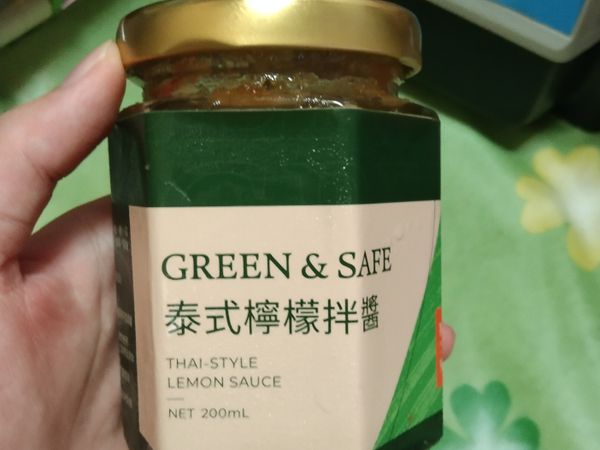 GREEN & SAFE
泰式檸檬拌醬
THAI-STYLE
LEMON SAUCE
NET 200mL